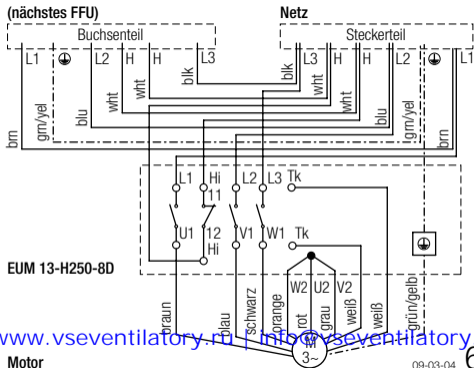 (nächstes FFU)
Netz
Buchsenteil
Steckerteil
L1
L2
H
H
L3
L3
H
H
L2
L1
brn
grn/yel
blu
wht
wht
blk
blk
wht
wht
blu
grn/yel
brn
L1
Hi
L2
L3
Tk
11
U1
12
V1
W1
Tk
Hi
EUM 13-H250-8D
W2
U2
V2
braun
blau
schwarz
orange
rot
grau
weiß
weiß
grün/gelb
www.vseventilatory.ru | info@vseventilatory
M
3~
Motor
09-03-04
6